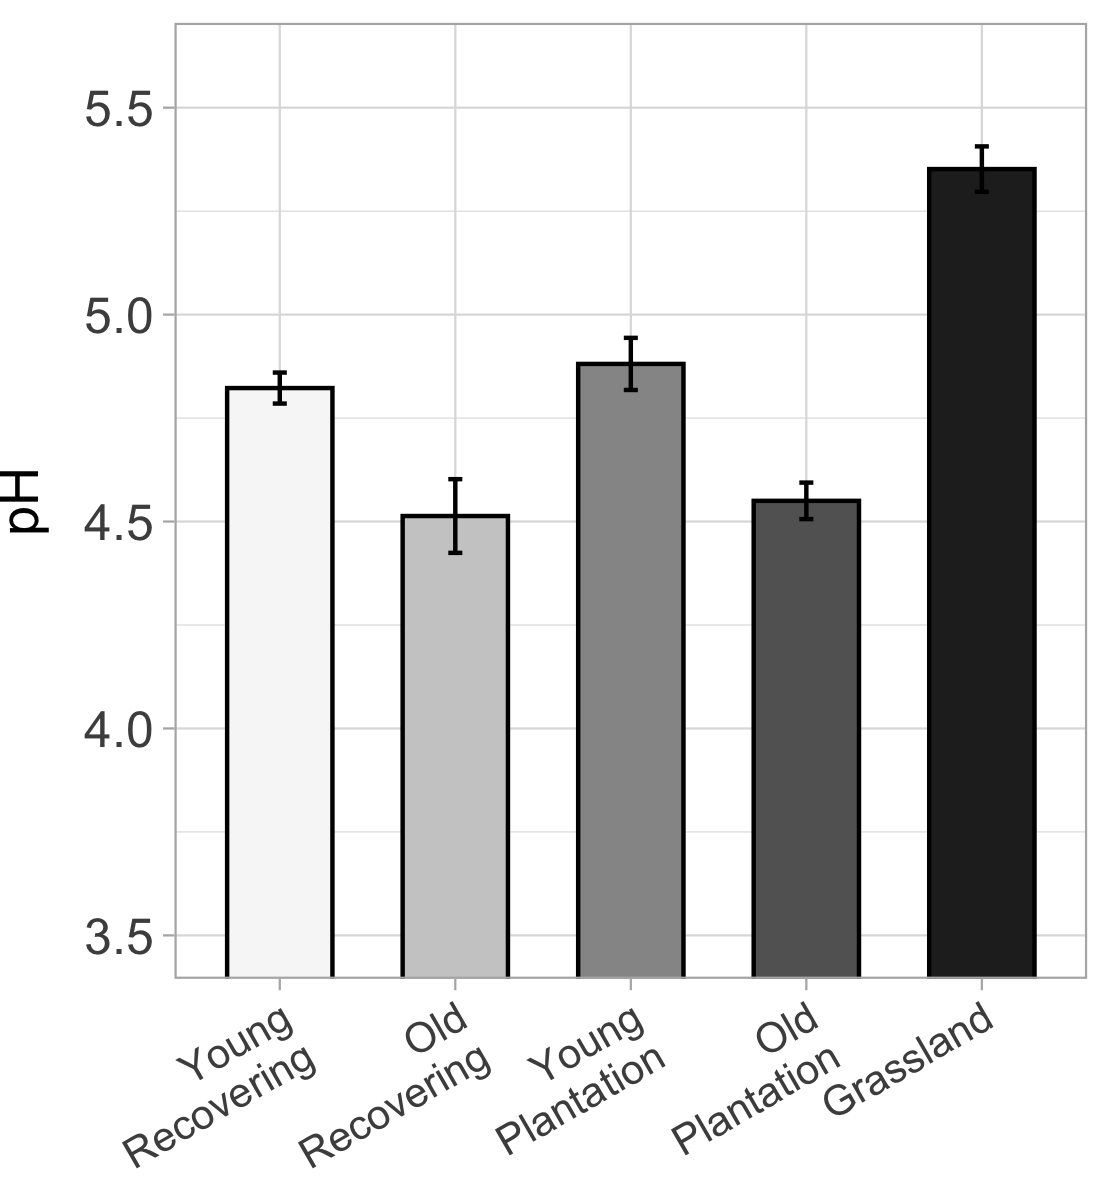 5.5
5.0
4.5
4.0
3.5
pH
Young
Recovering
Old
Recovering
Young
Plantation
Old
Plantation
Grassland